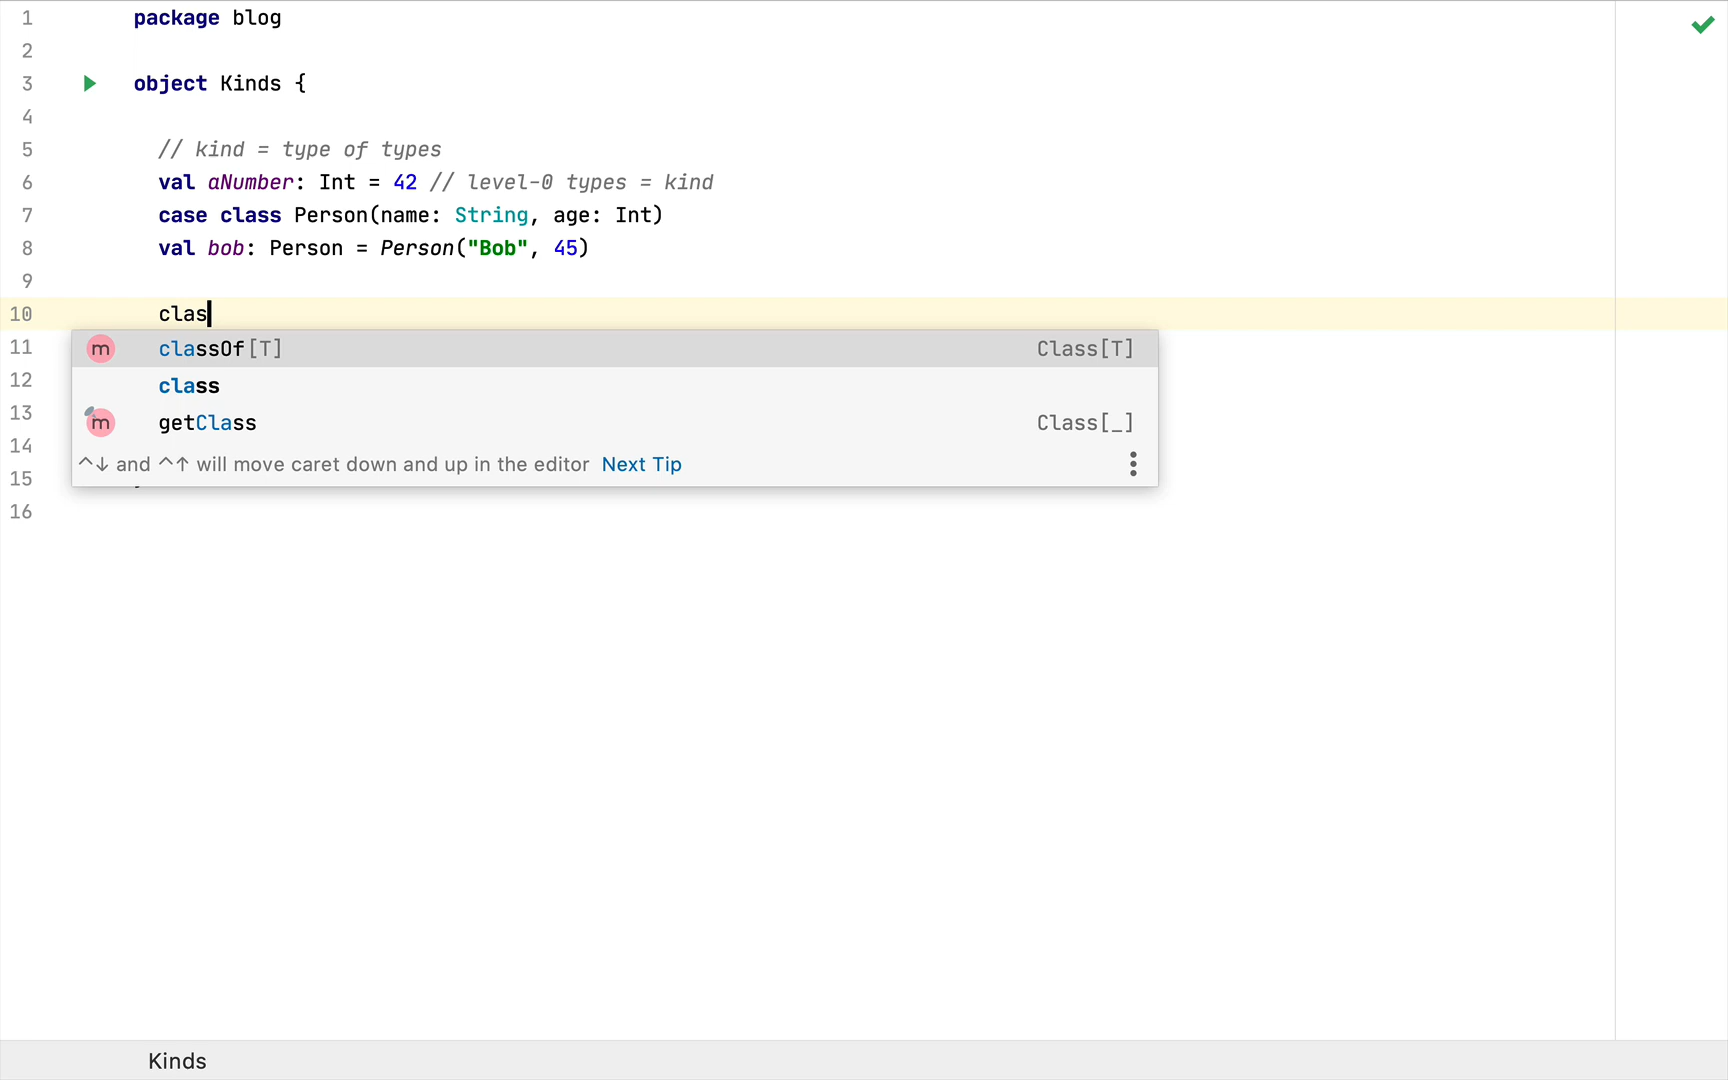 1 package blog
2
3 object Kinds {
4
5 // kind = type of types
6 val aNumber: Int = 42 // level-0 types = kind
7 case class Person(name: String, age: Int)
8 val bob: Person = Person("Bob", 45)
9
10 clas
11 m classOf[T] Class[T]
12 class
13 m getClass Class[_]
14 ^↓ and ^↑ will move caret down and up in the editor Next Tip
15
16
Kinds